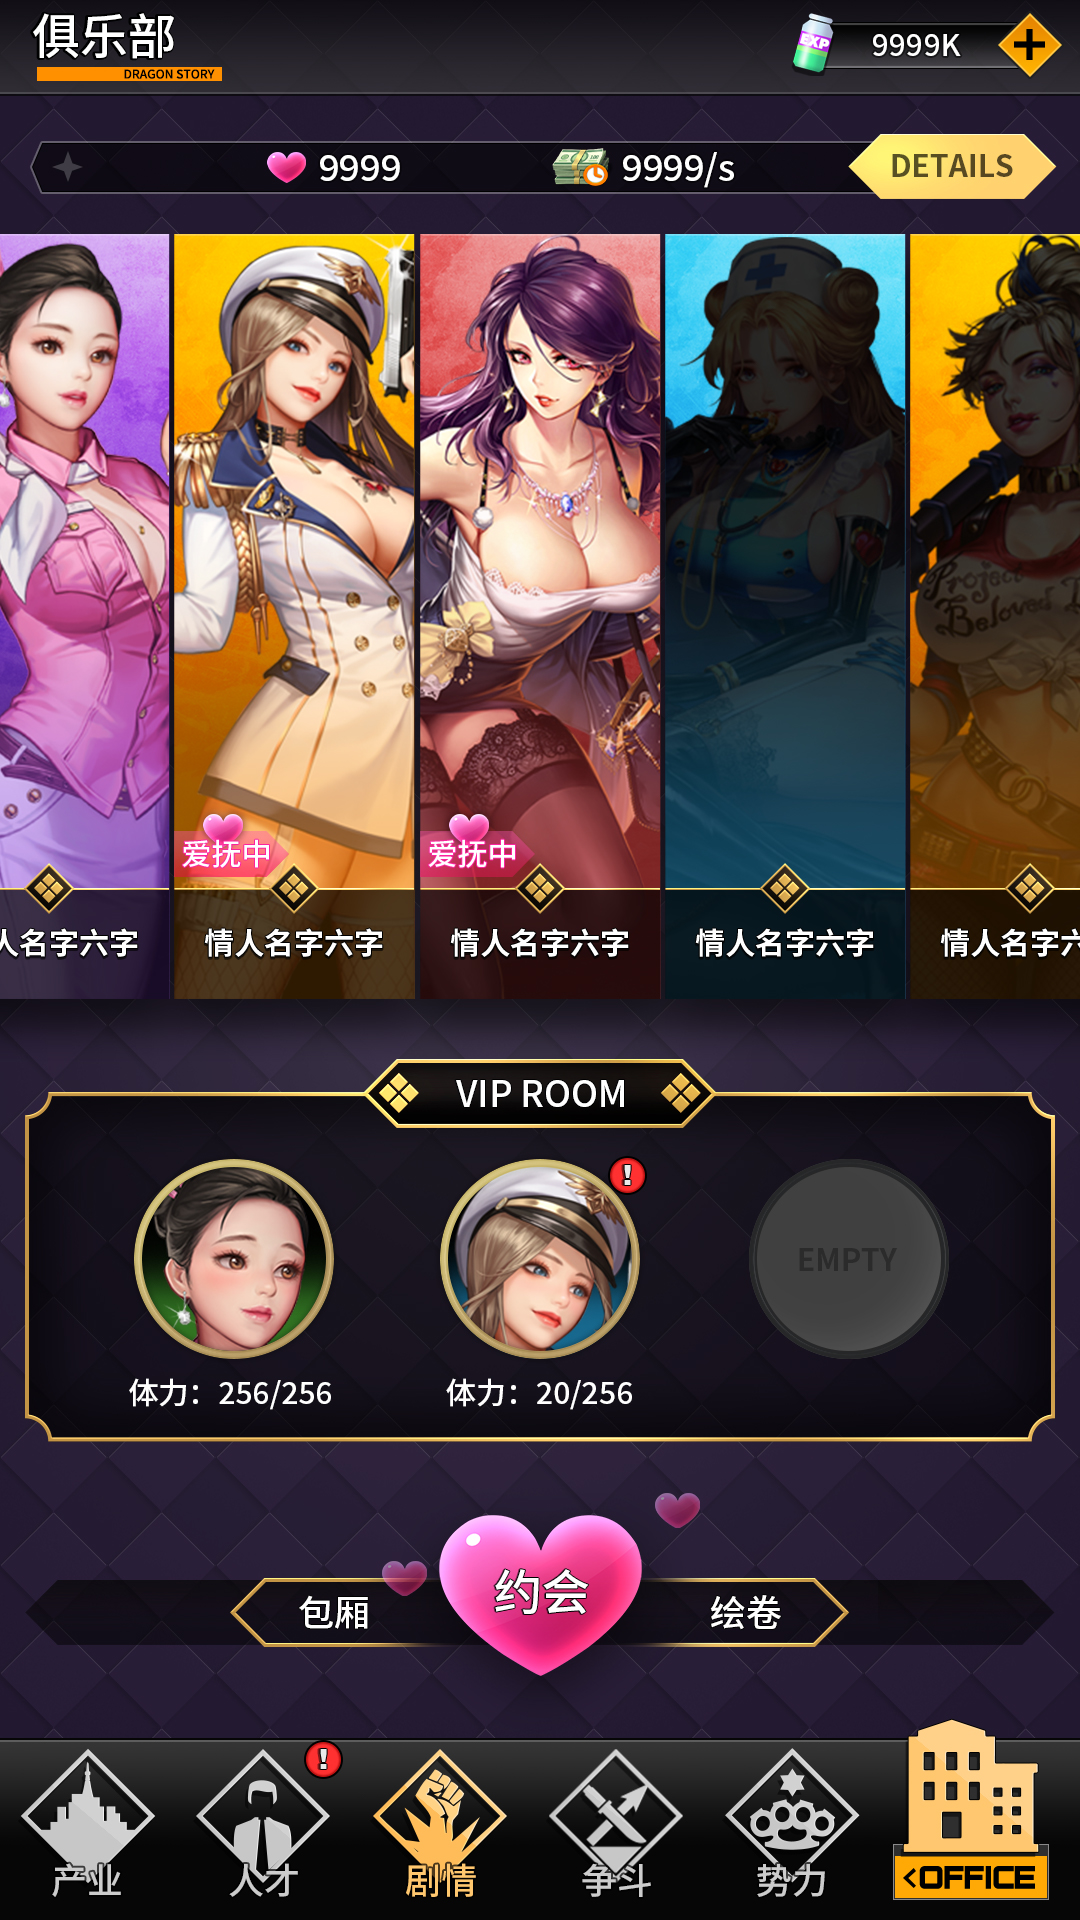 俱乐部
DRAGON STORY
EXP
9999K
9999
9999/s
DETAILS
Project
Beloved
爱抚中
爱抚中
人名字六字
情人名字六字
情人名字六字
情人名字六字
情人名字六
VIP ROOM
EMPTY
体力：256/256
体力：20/256
约会
包厢
绘卷
产业
人才
剧情
争斗
势力
<OFFICE